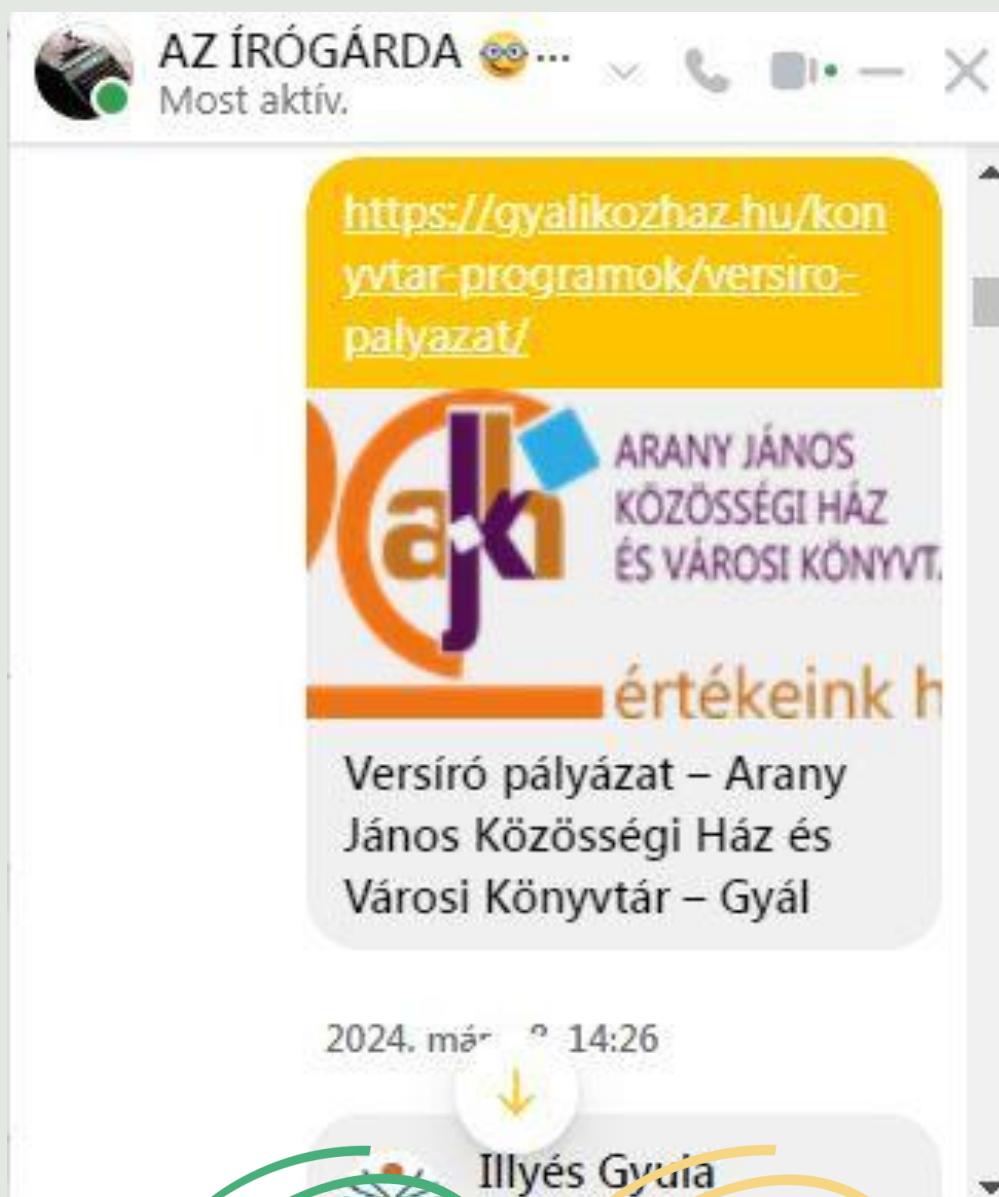 AZ ÍRÓGÁRDA 🤓...
Most aktív.
https://gyalikozhaz.hu/kon
yvtar-programok/versiro-
palyazat/
ajkh
ARANY JÁNOS
KÖZÖSSÉGI HÁZ
ÉS VÁROSI KÖNYVT
értékeink h
Versíró pályázat – Arany
János Közösségi Ház és
Városi Könyvtár – Gyál
2024. 14:26
Illyés Gyula